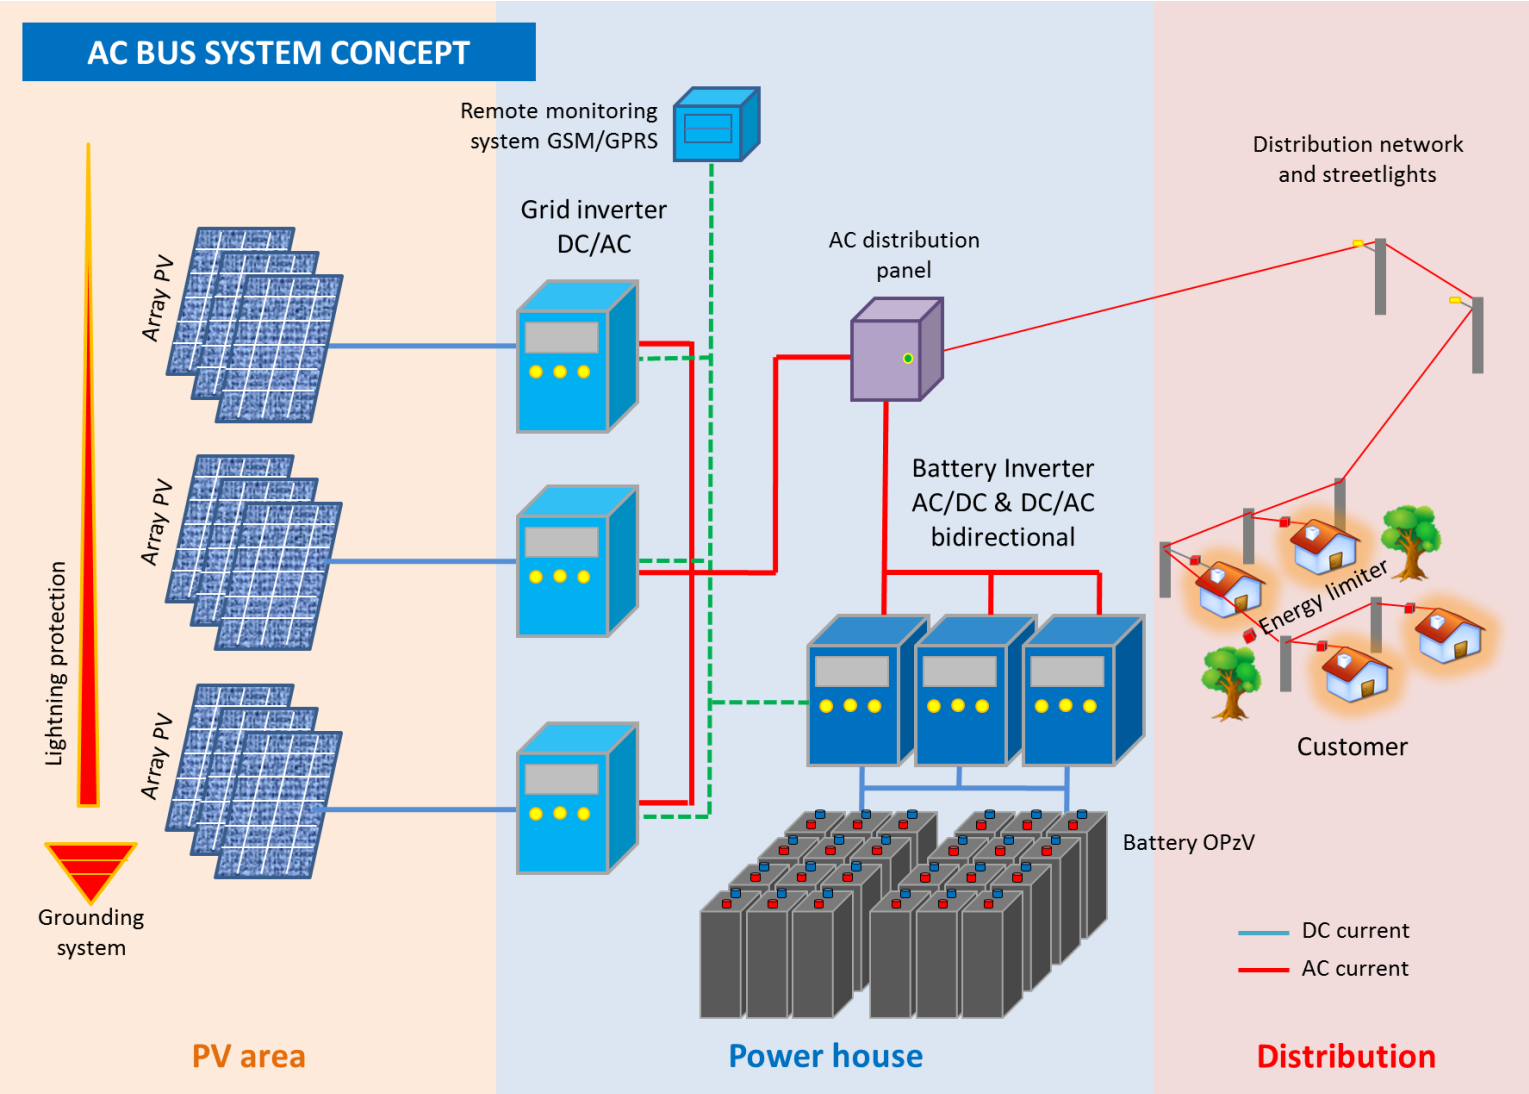 AC BUS SYSTEM CONCEPT
Remote monitoring
system GSM/GPRS
Distribution network
and streetlights
Grid inverter
DC/AC
AC distribution
panel
Array PV
Battery Inverter
AC/DC & DC/AC
bidirectional
Array PV
Lightning protection
Energy limiter
Array PV
Customer
Battery OPzV
Grounding
system
DC current
AC current
PV area
Power house
Distribution